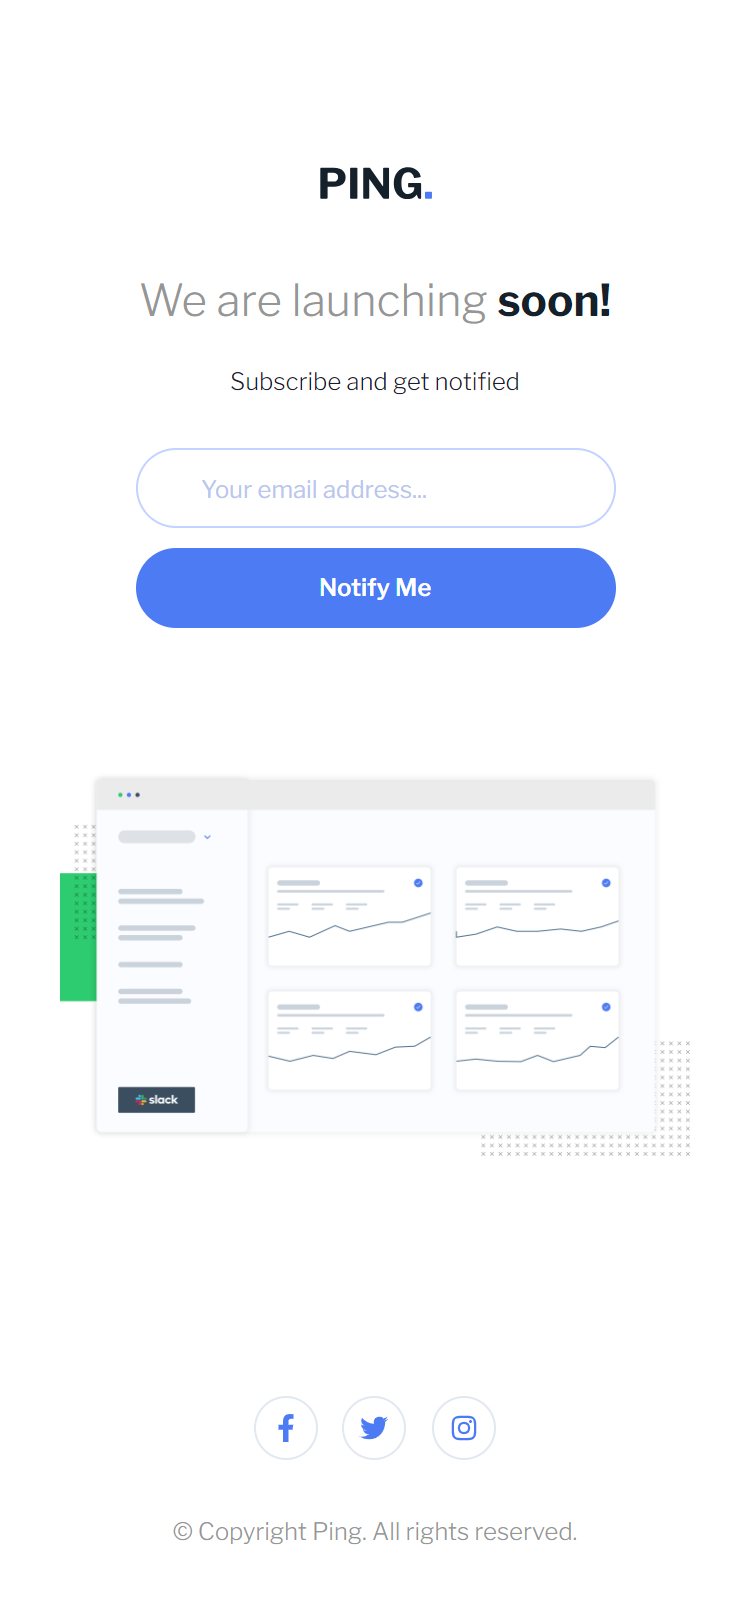 PING.
We are launching soon!
Subscribe and get notified
Your email address...
Notify Me
slack
© Copyright Ping. All rights reserved.